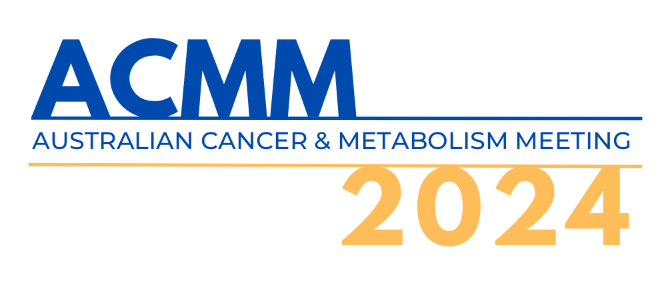 ACMM
AUSTRALIAN CANCER & METABOLISM MEETING
2024